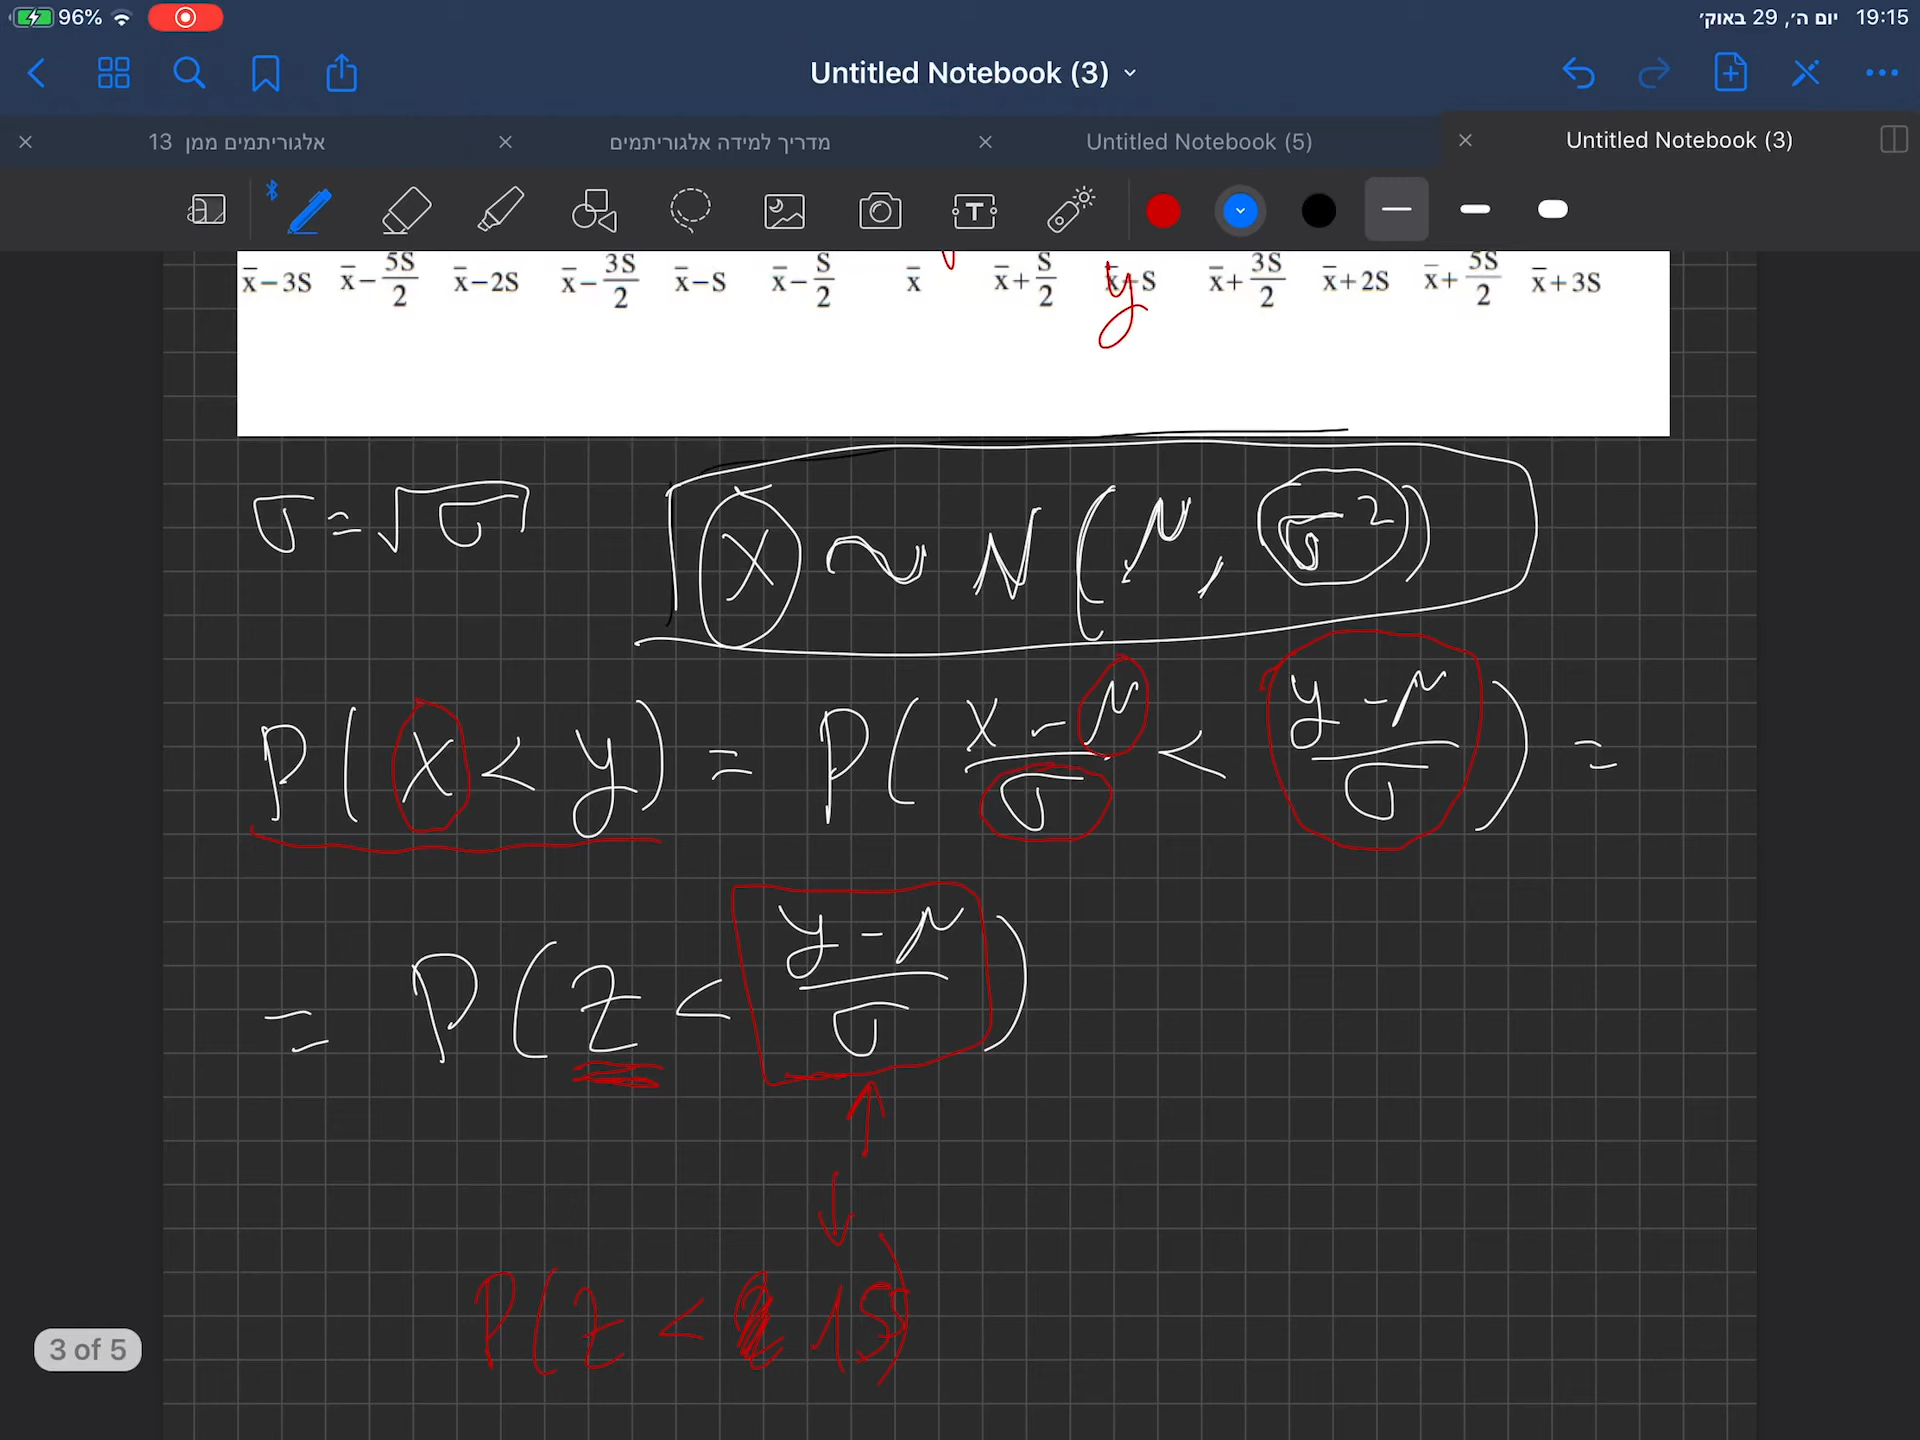 96% 19:15 יום ה׳, 29 באוק׳
Untitled Notebook (3)
אלגוריתמים ממן 13 מדריך למידה אלגוריתמים Untitled Notebook (5) Untitled Notebook (3)
T
x̄−3S x̄−5S/2 x̄−2S x̄−3S/2 x̄−S x̄−S/2 x̄ x̄+S/2 x̄+S x̄+3S/2 x̄+2S x̄+5S/2 x̄+3S
y
σ = √σ X ~ N(μ, σ²)
P(X < y) = P((X − μ)/σ < (y − μ)/σ) =
= P(Z < (y − μ)/σ)
P(Z < 1S)
3 of 5